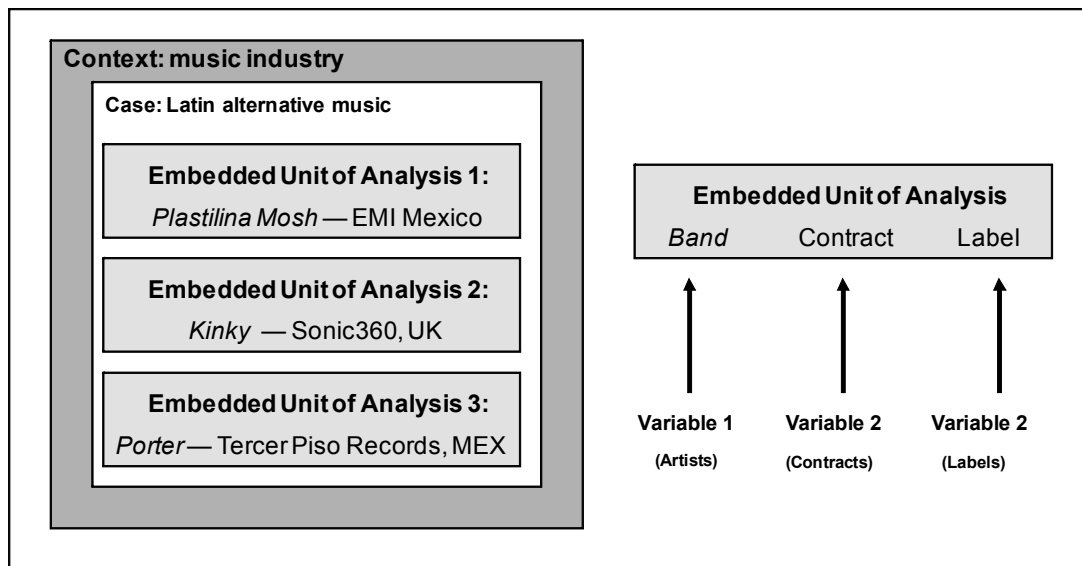 Context: music industry
Case: Latin alternative music
Embedded Unit of Analysis 1:
Plastilina Mosh — EMI Mexico
Embedded Unit of Analysis 2:
Kinky — Sonic360, UK
Embedded Unit of Analysis 3:
Porter — Tercer Piso Records, MEX
Embedded Unit of Analysis
Band Contract Label
Variable 1 Variable 2 Variable 2
(Artists) (Contracts) (Labels)